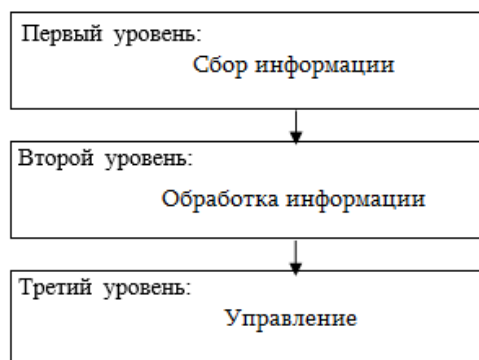 Первый уровень:
Сбор информации
Второй уровень:
Обработка информации
Третий уровень:
Управление